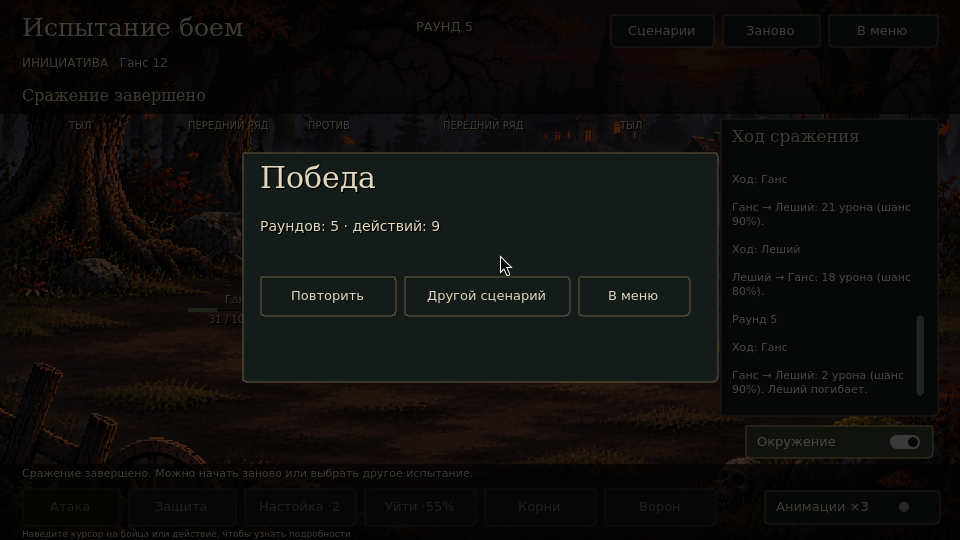 Испытание боем
РАУНД 5
Сценарии
Заново
В меню
ИНИЦИАТИВА Ганс 12
Сражение завершено
ТЫЛ
ПЕРЕДНИЙ РЯД
ПРОТИВ
ПЕРЕДНИЙ РЯД
ТЫЛ
Ход сражения
Ход: Ганс
Ганс → Леший: 21 урона (шанс
90%).
Ход: Леший
Леший → Ганс: 18 урона (шанс
80%).
Раунд 5
Ход: Ганс
Ганс → Леший: 2 урона (шанс
90%). Леший погибает.
Победа
Раундов: 5 · действий: 9
Повторить
Другой сценарий
В меню
31 / 10
Окружение
Сражение завершено. Можно начать заново или выбрать другое испытание.
Атака
Защита
Настойка ·2
Уйти ·55%
Корни
Ворон
Анимации ×3
Наведите курсор на бойца или действие, чтобы узнать подробности